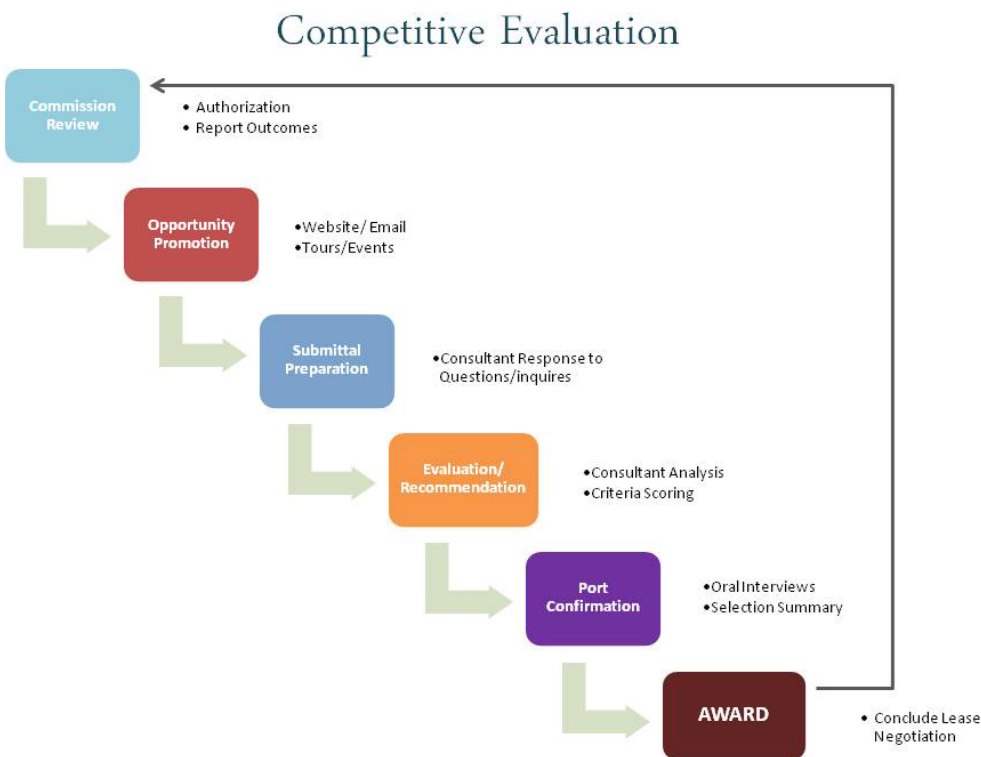 Competitive Evaluation
Commission
Review
• Authorization
• Report Outcomes
Opportunity
Promotion
•Website/ Email
•Tours/Events
Submittal
Preparation
•Consultant Response to
Questions/inquires
Evaluation/
Recommendation
•Consultant Analysis
•Criteria Scoring
Port
Confirmation
•Oral Interviews
•Selection Summary
AWARD
• Conclude Lease
Negotiation